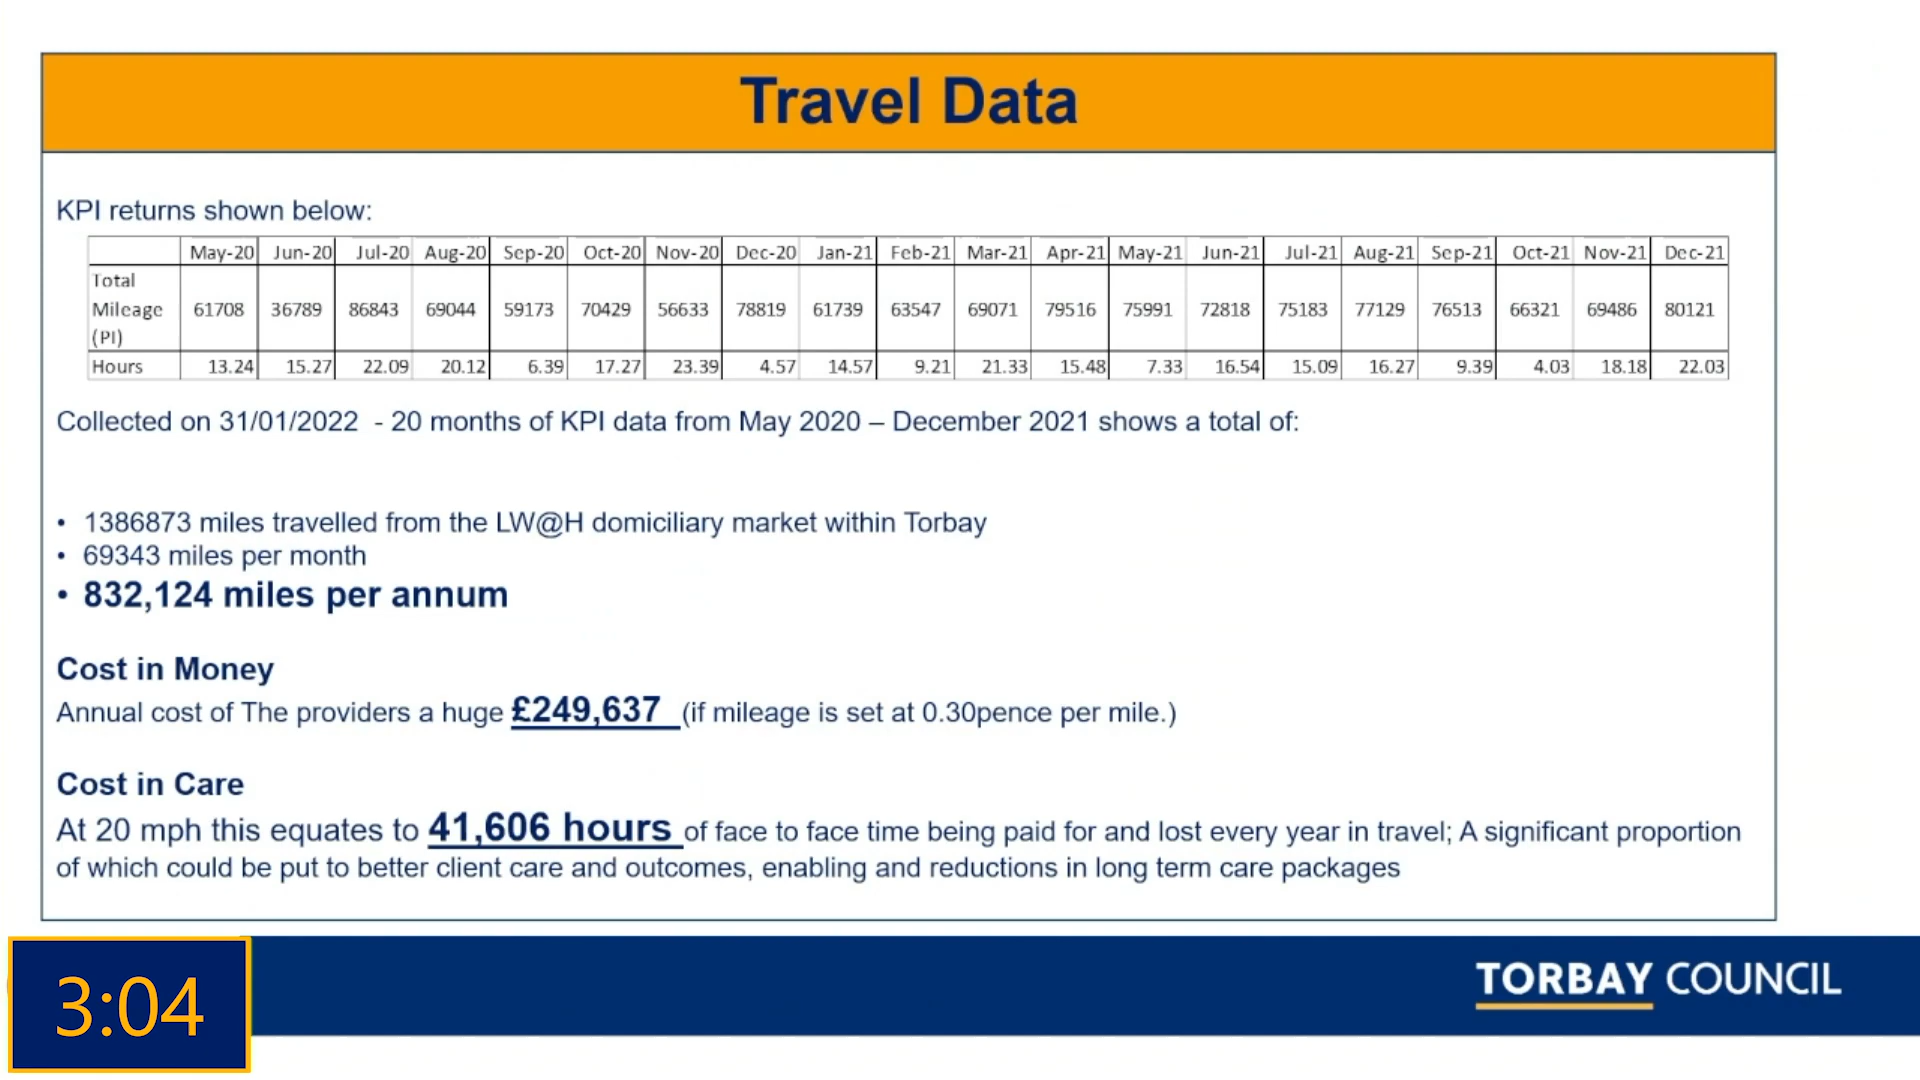 Travel Data
KPI returns shown below:
May-20 Jun-20 Jul-20 Aug-20 Sep-20 Oct-20 Nov-20 Dec-20 Jan-21 Feb-21 Mar-21 Apr-21 May-21 Jun-21 Jul-21 Aug-21 Sep-21 Oct-21 Nov-21 Dec-21
Total
Mileage 61708 36789 86843 69044 59173 70429 56633 78819 61739 63547 69071 79516 75991 72818 75183 77129 76513 66321 69486 80121
(PI)
Hours 13.24 15.27 22.09 20.12 6.39 17.27 23.39 4.57 14.57 9.21 21.33 15.48 7.33 16.54 15.09 16.27 9.39 4.03 18.18 22.03
Collected on 31/01/2022 - 20 months of KPI data from May 2020 – December 2021 shows a total of:
• 1386873 miles travelled from the LW@H domiciliary market within Torbay
• 69343 miles per month
• 832,124 miles per annum
Cost in Money
Annual cost of The providers a huge £249,637 (if mileage is set at 0.30pence per mile.)
Cost in Care
At 20 mph this equates to 41,606 hours of face to face time being paid for and lost every year in travel; A significant proportion
of which could be put to better client care and outcomes, enabling and reductions in long term care packages
3:04
TORBAY COUNCIL